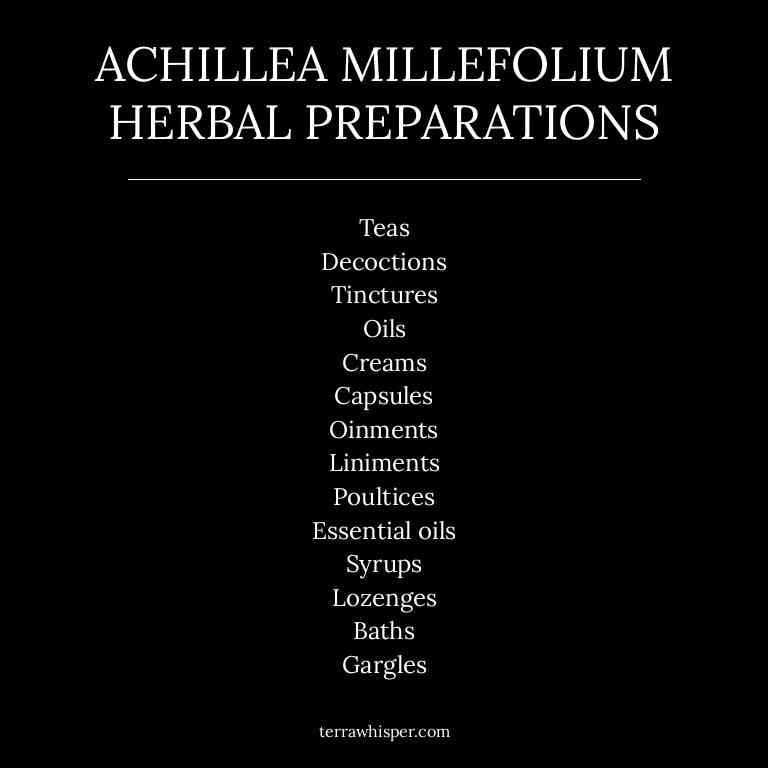 ACHILLEA MILLEFOLIUM
HERBAL PREPARATIONS
Teas
Decoctions
Tinctures
Oils
Creams
Capsules
Oinments
Liniments
Poultices
Essential oils
Syrups
Lozenges
Baths
Gargles
terrawhisper.com